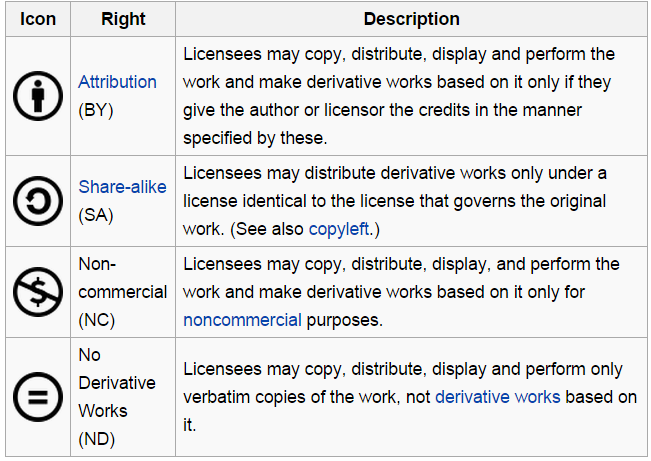 Icon Right Description
Attribution
(BY)
Licensees may copy, distribute, display and perform the
work and make derivative works based on it only if they
give the author or licensor the credits in the manner
specified by these.
Share-alike
(SA)
Licensees may distribute derivative works only under a
license identical to the license that governs the original
work. (See also copyleft.)
Non-
commercial
(NC)
Licensees may copy, distribute, display, and perform the
work and make derivative works based on it only for
noncommercial purposes.
No
Derivative
Works
(ND)
Licensees may copy, distribute, display and perform only
verbatim copies of the work, not derivative works based on
it.